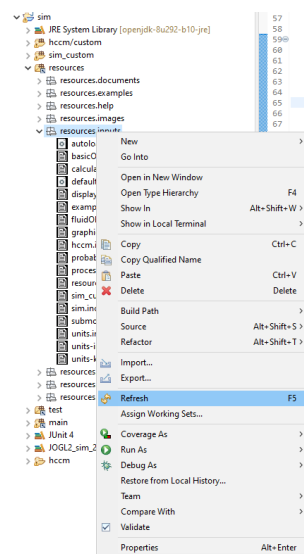 sim
JRE System Library [openjdk-8u292-b10-jre]
hccm/custom
sim_custom
resources
resources.documents
resources.examples
resources.help
resources.images
resources.inputs
autolo
basicO
calcula
default
display
examp
fluidO
graphi
hccm.i
probab
proces
resour
sim_cu
sim.inc
submo
units.in
units-i
units-k
resources
resources
resources
test
main
JUnit 4
JOGL2_sim_2
hccm
57
58
59
60
61
62
63
64
65
66
67
New
Go Into
Open in New Window
Open Type Hierarchy F4
Show In Alt+Shift+W >
Show in Local Terminal >
Copy Ctrl+C
Copy Qualified Name
Paste Ctrl+V
Delete Delete
Build Path >
Source Alt+Shift+S >
Refactor Alt+Shift+T >
Import...
Export...
Refresh F5
Assign Working Sets...
Coverage As >
Run As >
Debug As >
Restore from Local History...
Team >
Compare With >
Validate
Properties Alt+Enter